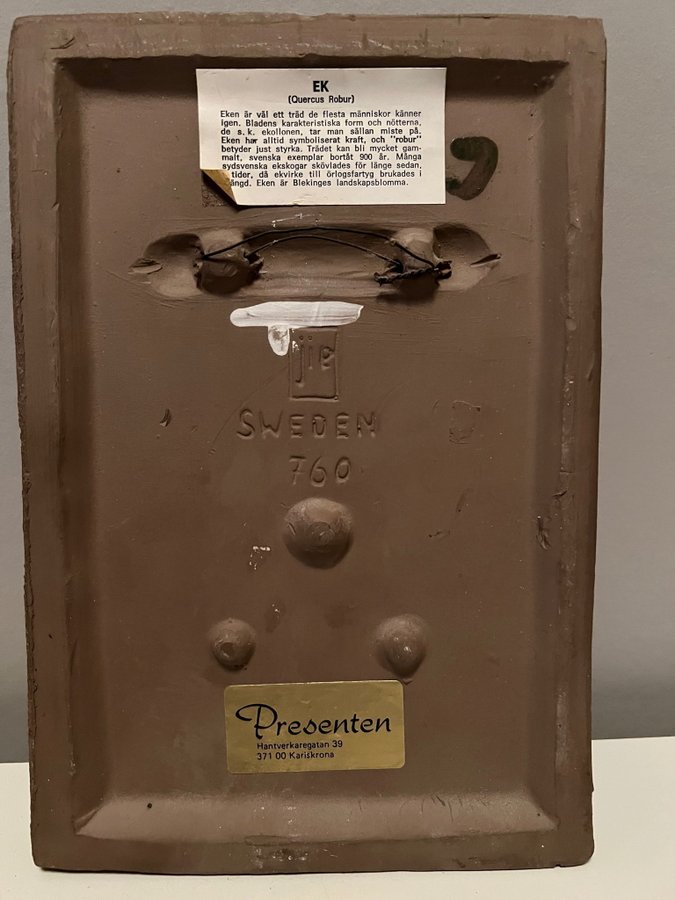 EK
(Quercus Robur)
Eken är väl ett träd de flesta människor känner
igen. Bladens karakteristiska form och nötterna,
de s. k. ekollonen, tar man sällan miste på.
Eken har alltid symboliserat kraft, och "robur"
betyder just styrka. Trädet kan bli mycket gam-
malt, svenska exemplar bortåt 900 år. Många
sydsvenska ekskogar skövlades för länge sedan,
tider, då ekvirke till örlogsfartyg brukades i
ängd. Eken är Blekinges landskapsblomma.
jie
SWEDEN
760
Presenten
Hantverkaregatan 39
371 00 Karlskrona